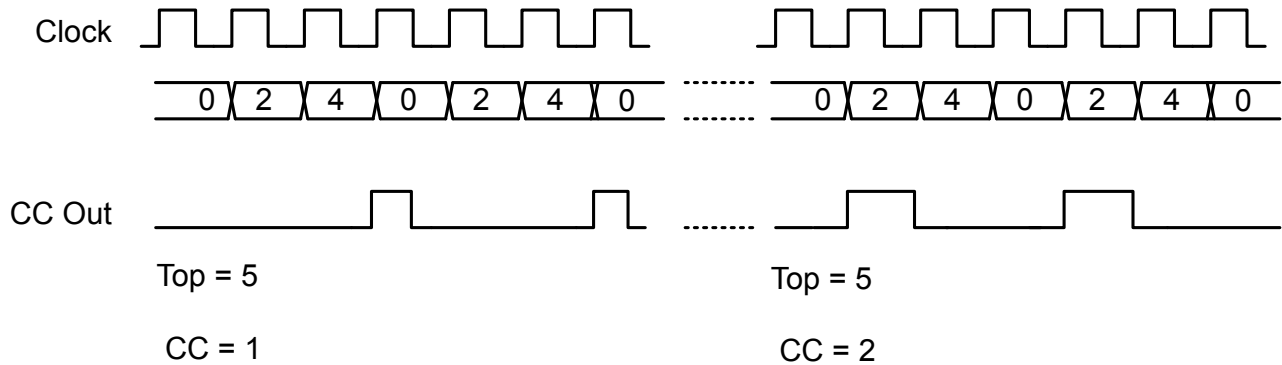 Clock
0 2 4 0 2 4 0 0 2 4 0 2 4 0
CC Out
Top = 5 Top = 5
CC = 1 CC = 2